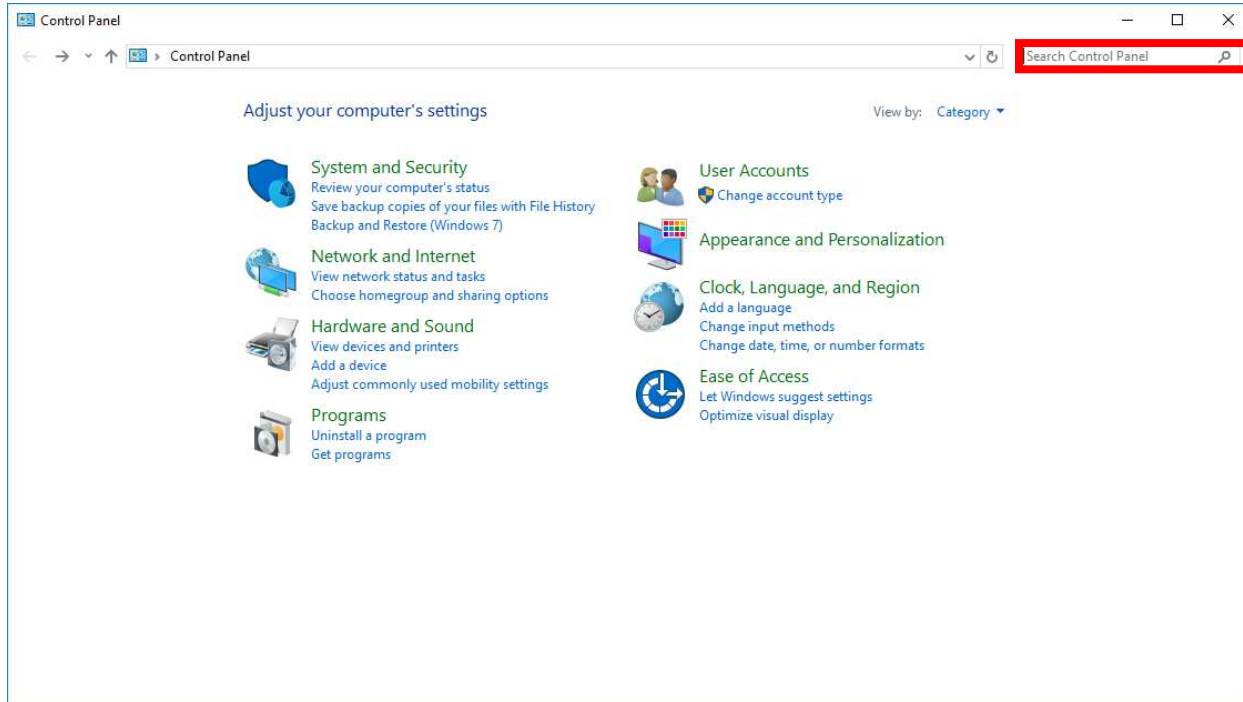 Control Panel
Control Panel
Search Control Panel
Adjust your computer's settings
View by: Category
System and Security
Review your computer's status
Save backup copies of your files with File History
Backup and Restore (Windows 7)
Network and Internet
View network status and tasks
Choose homegroup and sharing options
Hardware and Sound
View devices and printers
Add a device
Adjust commonly used mobility settings
Programs
Uninstall a program
Get programs
User Accounts
Change account type
Appearance and Personalization
Clock, Language, and Region
Add a language
Change input methods
Change date, time, or number formats
Ease of Access
Let Windows suggest settings
Optimize visual display